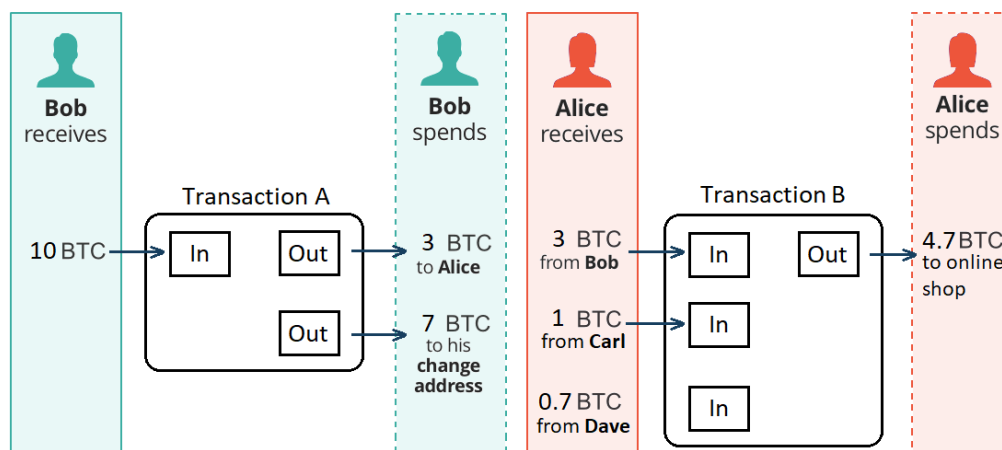 Bob
receives
Bob
spends
Alice
receives
Alice
spends
Transaction A
Transaction B
10 BTC
In
Out
3 BTC
to Alice
Out
7 BTC
to his
change
address
3 BTC
from Bob
In
Out
4.7 BTC
to online
shop
1 BTC
from Carl
In
0.7 BTC
from Dave
In